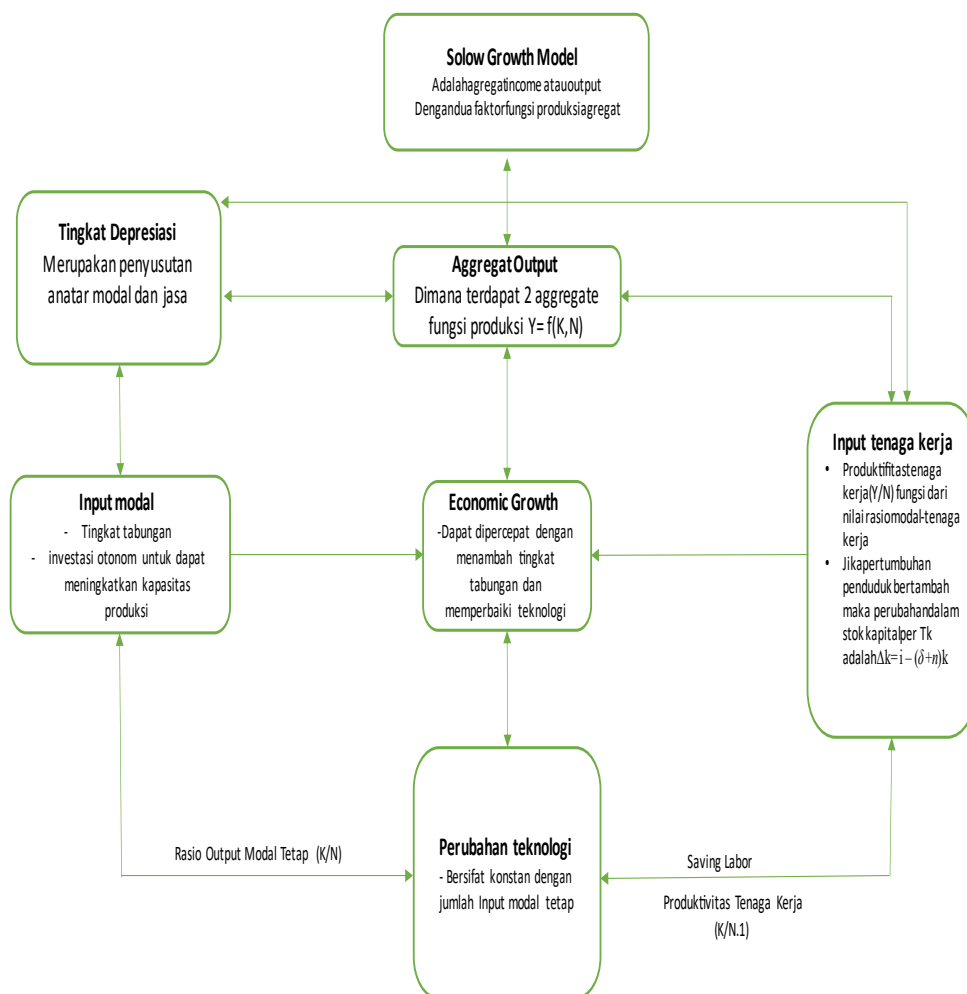 Solow Growth Model
Adalahagregatincome atauoutput
Dengandua faktorfungsi produksiagregat
Tingkat Depresiasi
Merupakan penyusutan
anatar modal dan jasa
Aggregat Output
Dimana terdapat 2 aggregate
fungsi produksi Y= f(K,N)
Input tenaga kerja
• Produktifitastenaga
kerja(Y/N) fungsi dari
nilai rasiomodal-tenaga
kerja
• Jikapertumbuhan
penduduk bertambah
maka perubahandalam
stok kapitalper Tk
adalahΔk= i – (δ+n)k
Input modal
- Tingkat tabungan
- investasi otonom untuk dapat
meningkatkan kapasitas
produksi
Economic Growth
-Dapat dipercepat dengan
menambah tingkat
tabungan dan
memperbaiki teknologi
Perubahan teknologi
- Bersifat konstan dengan
jumlah Input modal tetap
Rasio Output Modal Tetap (K/N)
Saving Labor
Produktivitas Tenaga Kerja
(K/N.1)